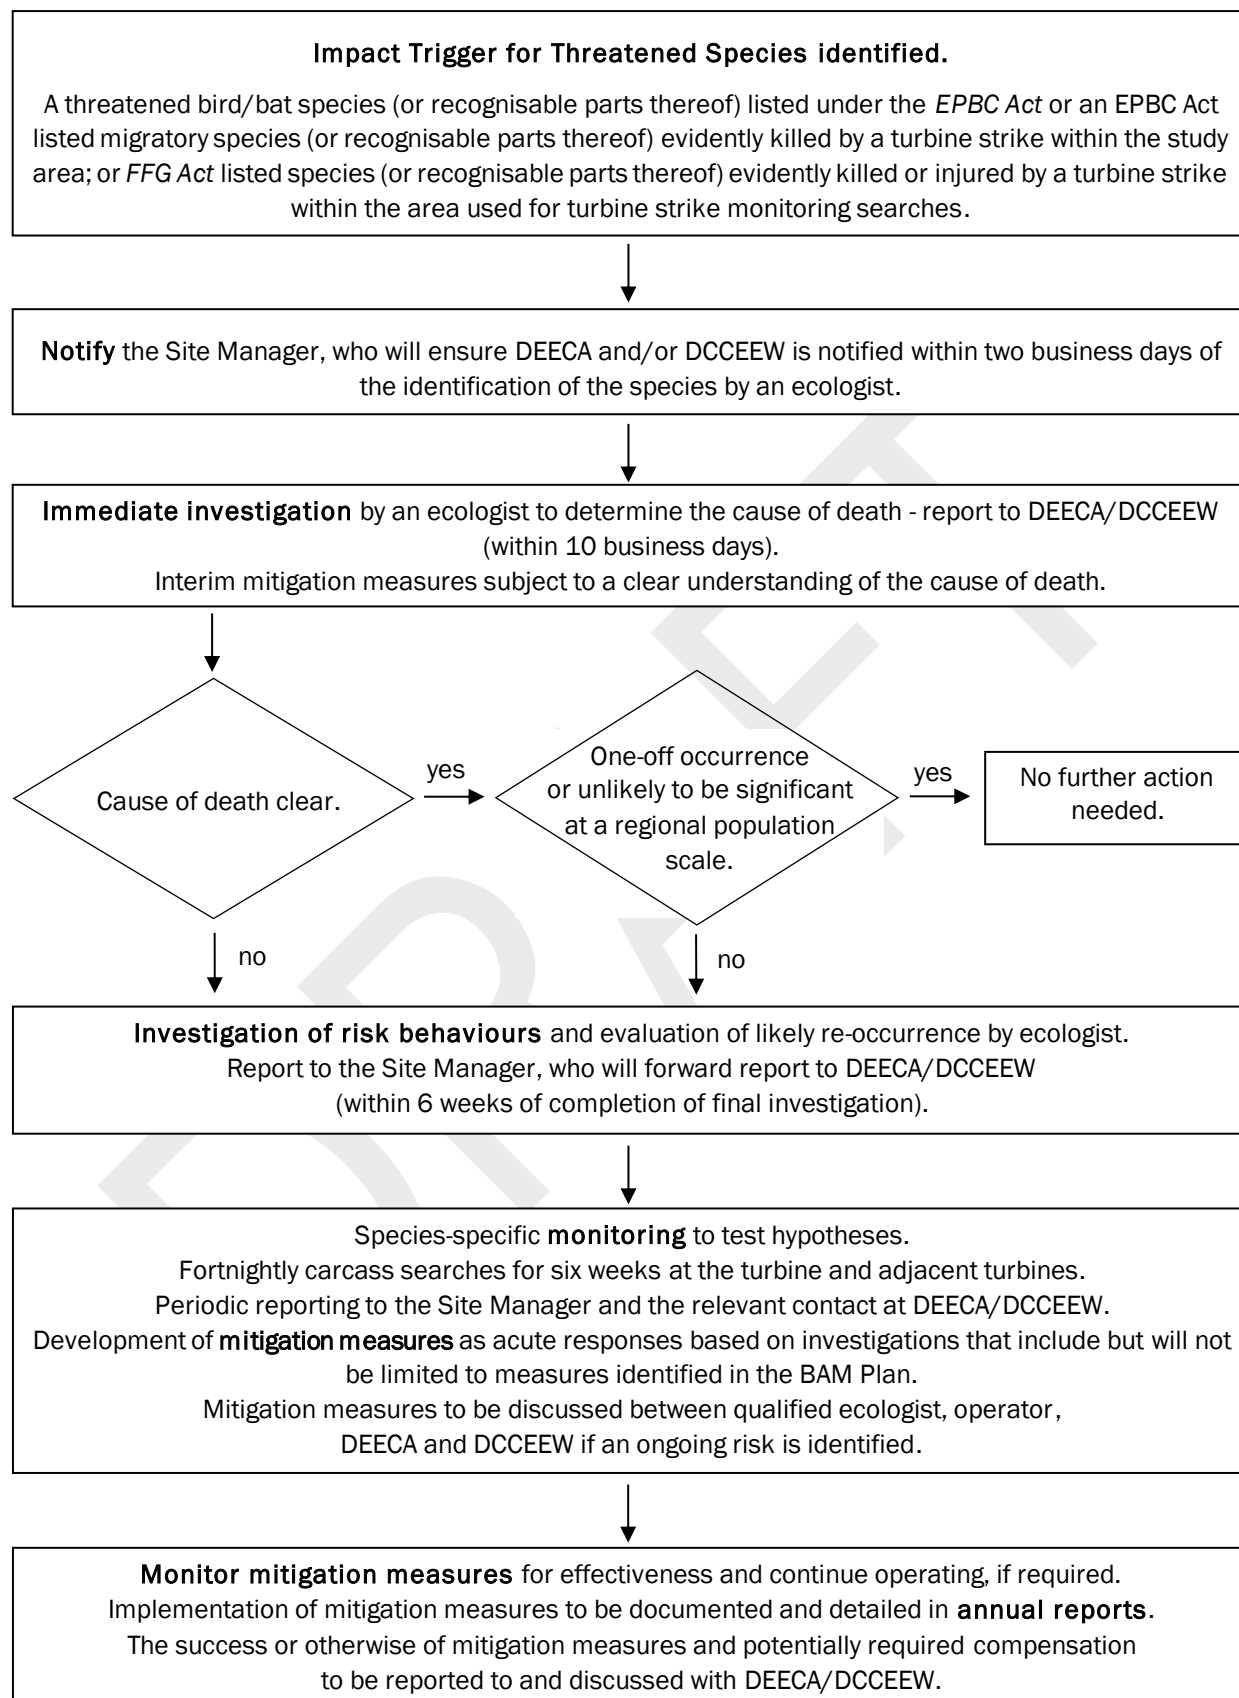 Impact Trigger for Threatened Species identified.
A threatened bird/bat species (or recognisable parts thereof) listed under the EPBC Act or an EPBC Act
listed migratory species (or recognisable parts thereof) evidently killed by a turbine strike within the study
area; or FFG Act listed species (or recognisable parts thereof) evidently killed or injured by a turbine strike
within the area used for turbine strike monitoring searches.
Notify the Site Manager, who will ensure DEECA and/or DCCEEW is notified within two business days of
the identification of the species by an ecologist.
Immediate investigation by an ecologist to determine the cause of death - report to DEECA/DCCEEW
(within 10 business days).
Interim mitigation measures subject to a clear understanding of the cause of death.
Cause of death clear.
yes
One-off occurrence
or unlikely to be significant
at a regional population
scale.
yes
No further action
needed.
no
no
Investigation of risk behaviours and evaluation of likely re-occurrence by ecologist.
Report to the Site Manager, who will forward report to DEECA/DCCEEW
(within 6 weeks of completion of final investigation).
Species-specific monitoring to test hypotheses.
Fortnightly carcass searches for six weeks at the turbine and adjacent turbines.
Periodic reporting to the Site Manager and the relevant contact at DEECA/DCCEEW.
Development of mitigation measures as acute responses based on investigations that include but will not
be limited to measures identified in the BAM Plan.
Mitigation measures to be discussed between qualified ecologist, operator,
DEECA and DCCEEW if an ongoing risk is identified.
Monitor mitigation measures for effectiveness and continue operating, if required.
Implementation of mitigation measures to be documented and detailed in annual reports.
The success or otherwise of mitigation measures and potentially required compensation
to be reported to and discussed with DEECA/DCCEEW.
DRAFT